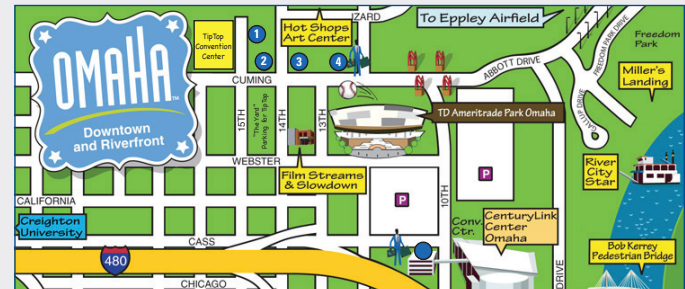 OMAHA
Downtown
and Riverfront
TipTop
Convention
Center
1
2
3
4
Hot Shops
Art Center
IZARD
To Eppley Airfield
FREEDOM PARK DRIVE
Freedom
Park
Miller's
Landing
CUMING
ABBOTT DRIVE
GALLUP DRIVE
15TH
"The Yard"
Parking for TipTop
14TH
13TH
TD Ameritrade Park Omaha
WEBSTER
Film Streams
& Slowdown
P
P
10TH
River
City
Star
CALIFORNIA
Creighton
University
Conv.
Ctr.
CenturyLink
Center
Omaha
CASS
480
Bob Kerrey
Pedestrian Bridge
DRIVE
CHICAGO